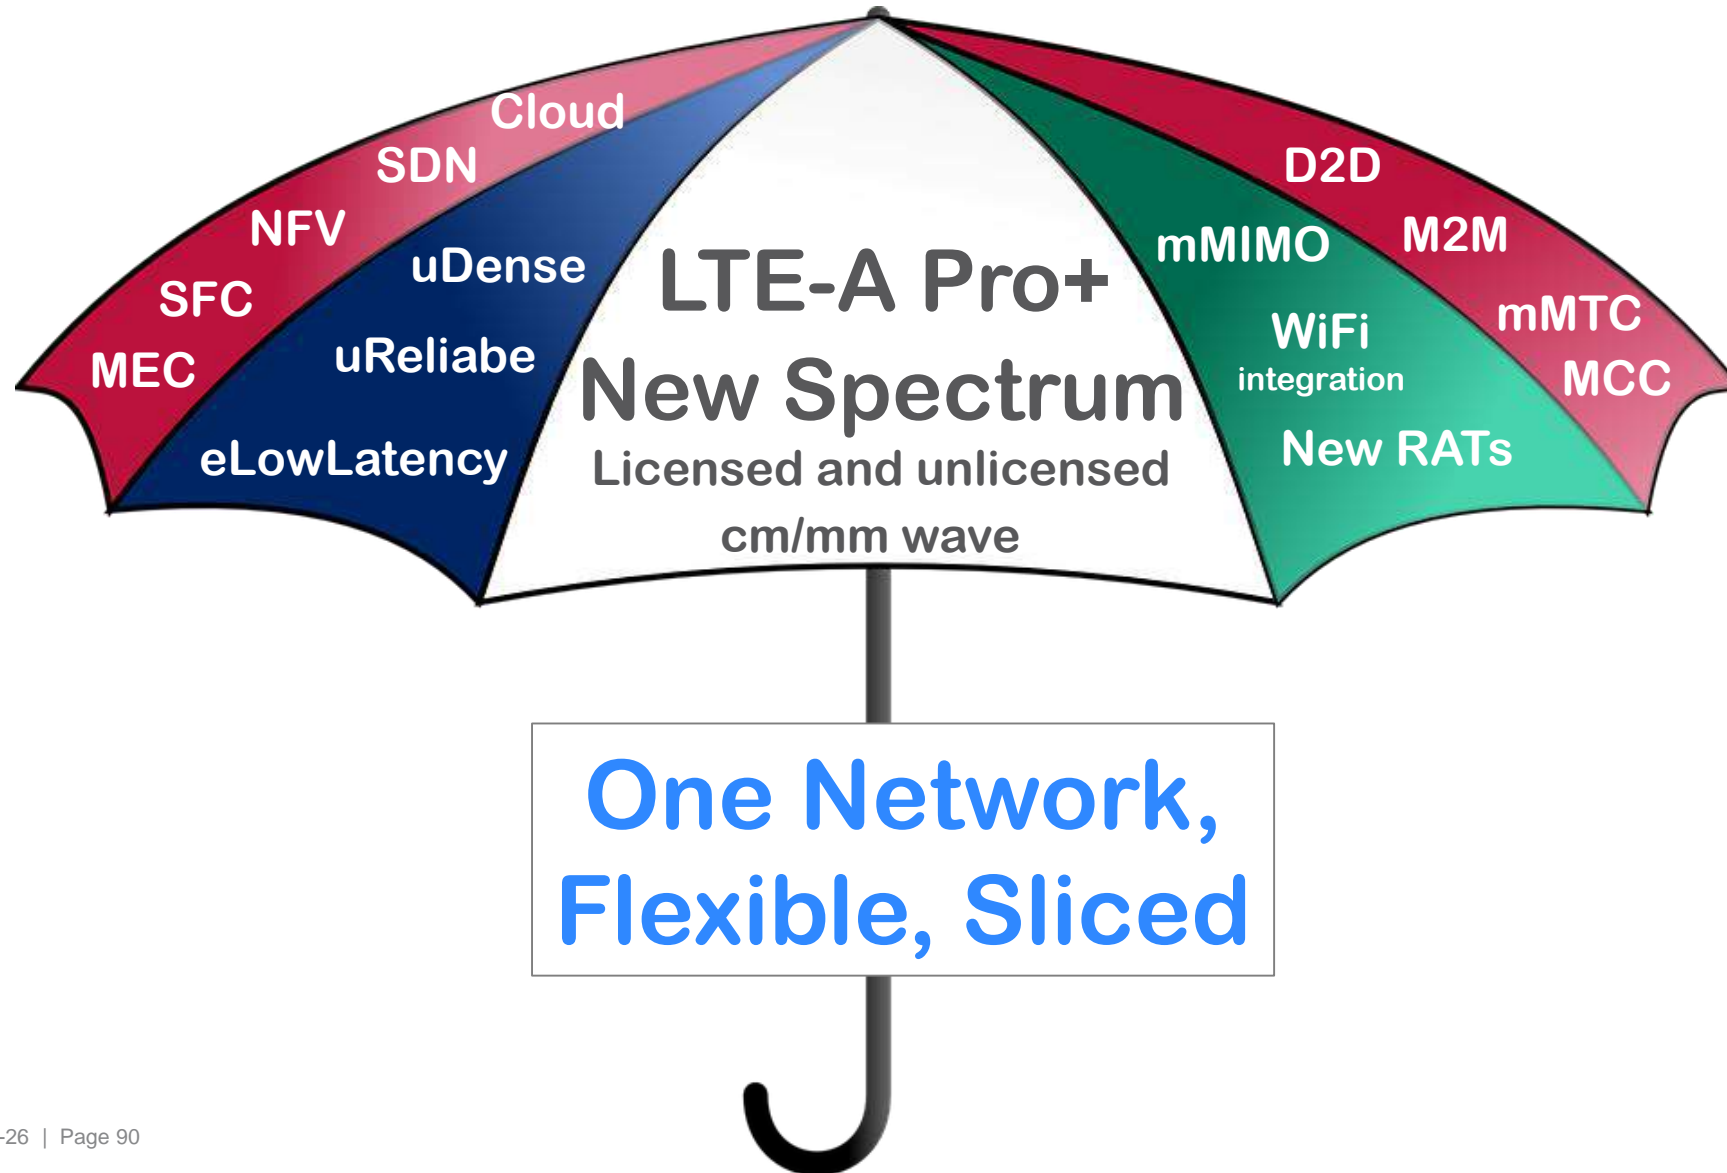 Cloud
SDN
NFV
SFC
MEC
uDense
uReliabe
eLowLatency
LTE-A Pro+
New Spectrum
Licensed and unlicensed
cm/mm wave
mMIMO
WiFi
integration
New RATs
D2D
M2M
mMTC
MCC
One Network,
Flexible, Sliced
-26 | Page 90